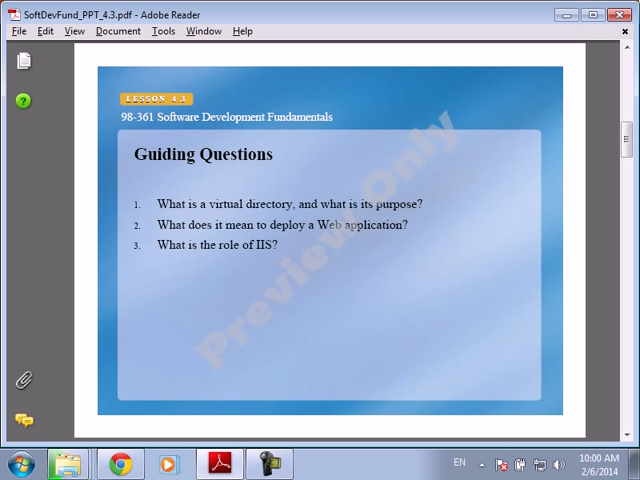 SoftDevFund_PPT_4.3.pdf - Adobe Reader
File Edit View Document Tools Window Help
LESSON 4.3
98-361 Software Development Fundamentals
Guiding Questions
1. What is a virtual directory, and what is its purpose?
2. What does it mean to deploy a Web application?
3. What is the role of IIS?
Preview Only
EN
10:00 AM
2/6/2014